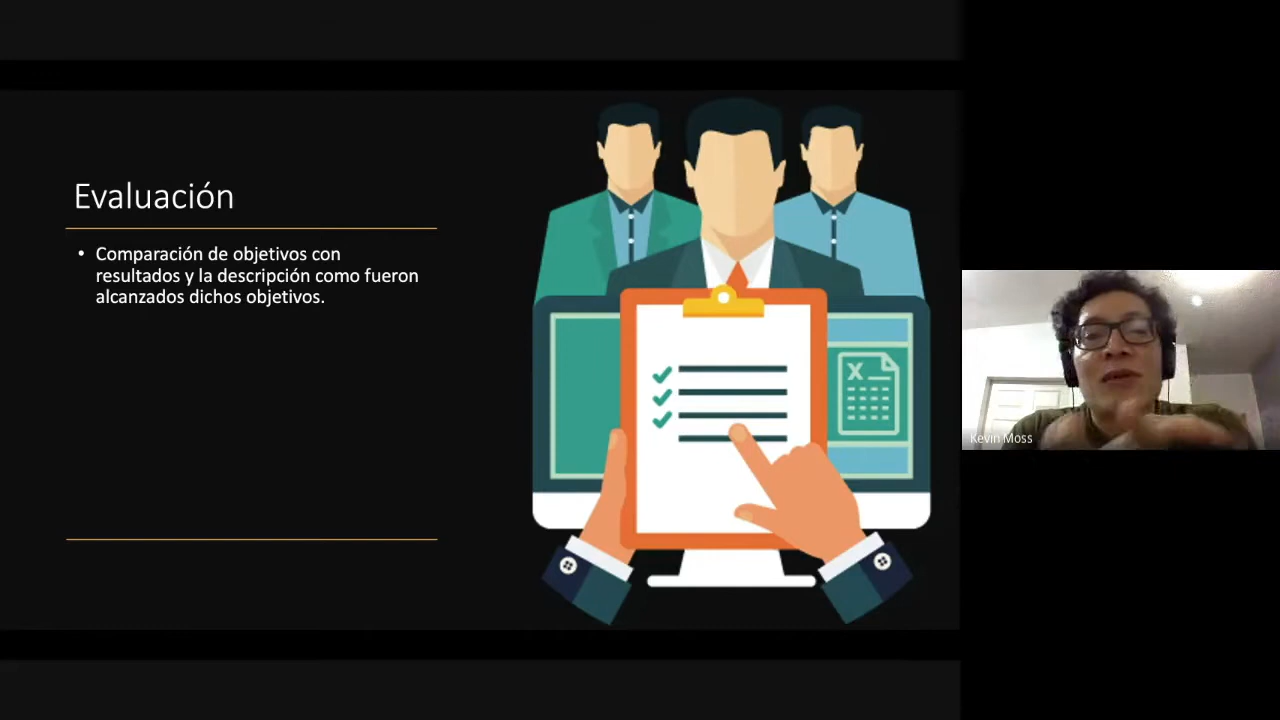 Evaluación
• Comparación de objetivos con
resultados y la descripción como fueron
alcanzados dichos objetivos.
X
Kevin Moss